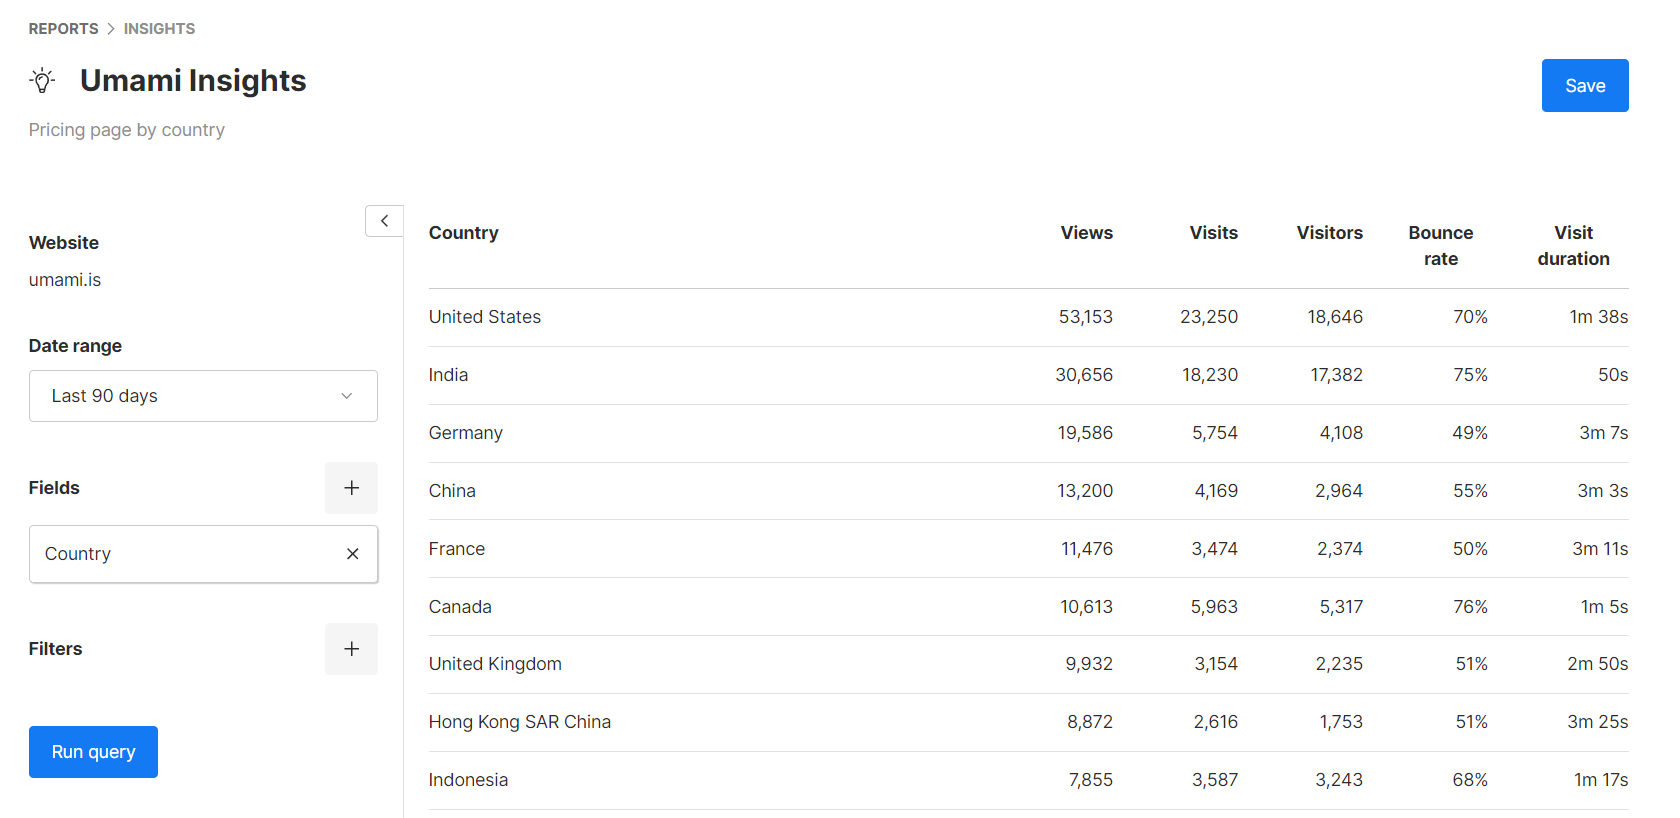 REPORTS > INSIGHTS
Umami Insights
Save
Pricing page by country
Website
umami.is
Date range
Last 90 days
Fields
Country
Filters
Run query
Country Views Visits Visitors Bounce rate Visit duration
United States 53,153 23,250 18,646 70% 1m 38s
India 30,656 18,230 17,382 75% 50s
Germany 19,586 5,754 4,108 49% 3m 7s
China 13,200 4,169 2,964 55% 3m 3s
France 11,476 3,474 2,374 50% 3m 11s
Canada 10,613 5,963 5,317 76% 1m 5s
United Kingdom 9,932 3,154 2,235 51% 2m 50s
Hong Kong SAR China 8,872 2,616 1,753 51% 3m 25s
Indonesia 7,855 3,587 3,243 68% 1m 17s